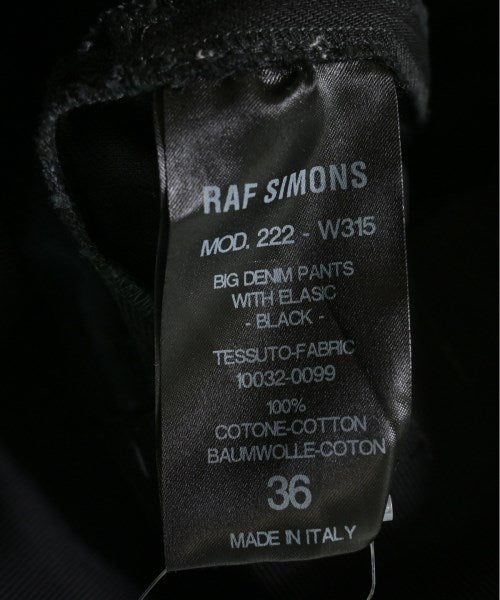 RAF SIMONS
MOD. 222 - W315
BIG DENIM PANTS
WITH ELASIC
- BLACK -
TESSUTO-FABRIC
10032-0099
100%
COTONE-COTTON
BAUMWOLLE-COTON
36
MADE IN ITALY